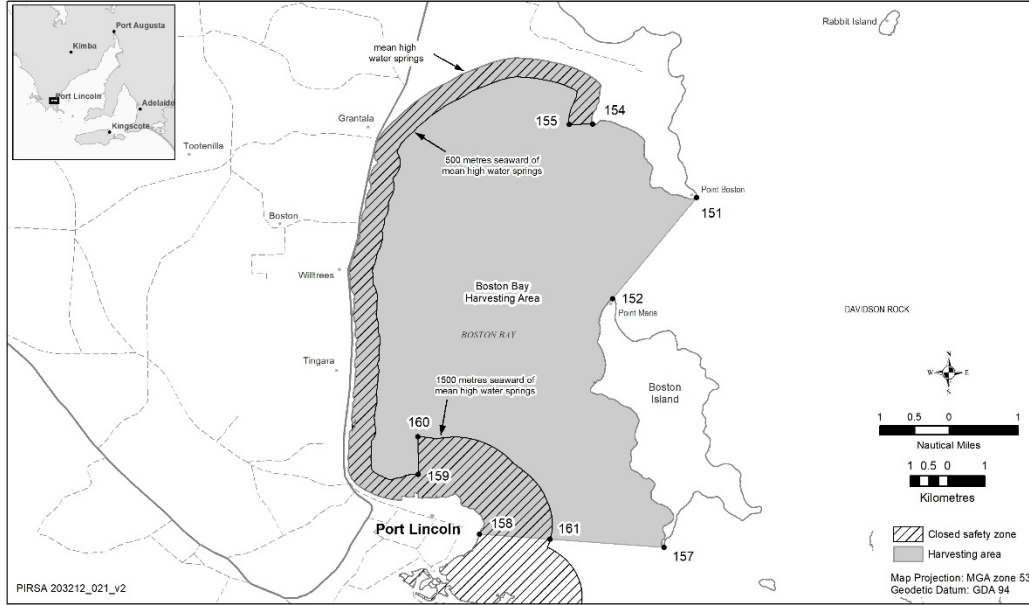 Port Augusta
Kimba
Port Lincoln
Adelaide
Kingscote
Rabbit Island
mean high
water springs
Grantala
Tootenilla
155
154
500 metres seaward of
mean high water springs
Point Boston
151
Boston
Willtrees
Boston Bay
Harvesting Area
152
Point Maria
BOSTON BAY
DAVIDSON ROCK
Tingara
1500 metres seaward of
mean high water springs
Boston
Island
N
W E
S
1 0.5 0 1
Nautical Miles
160
159
1 0.5 0 1
Kilometres
Port Lincoln
158
161
157
Closed safety zone
Harvesting area
Map Projection: MGA zone 53
Geodetic Datum: GDA 94
PIRSA 203212_021_v2